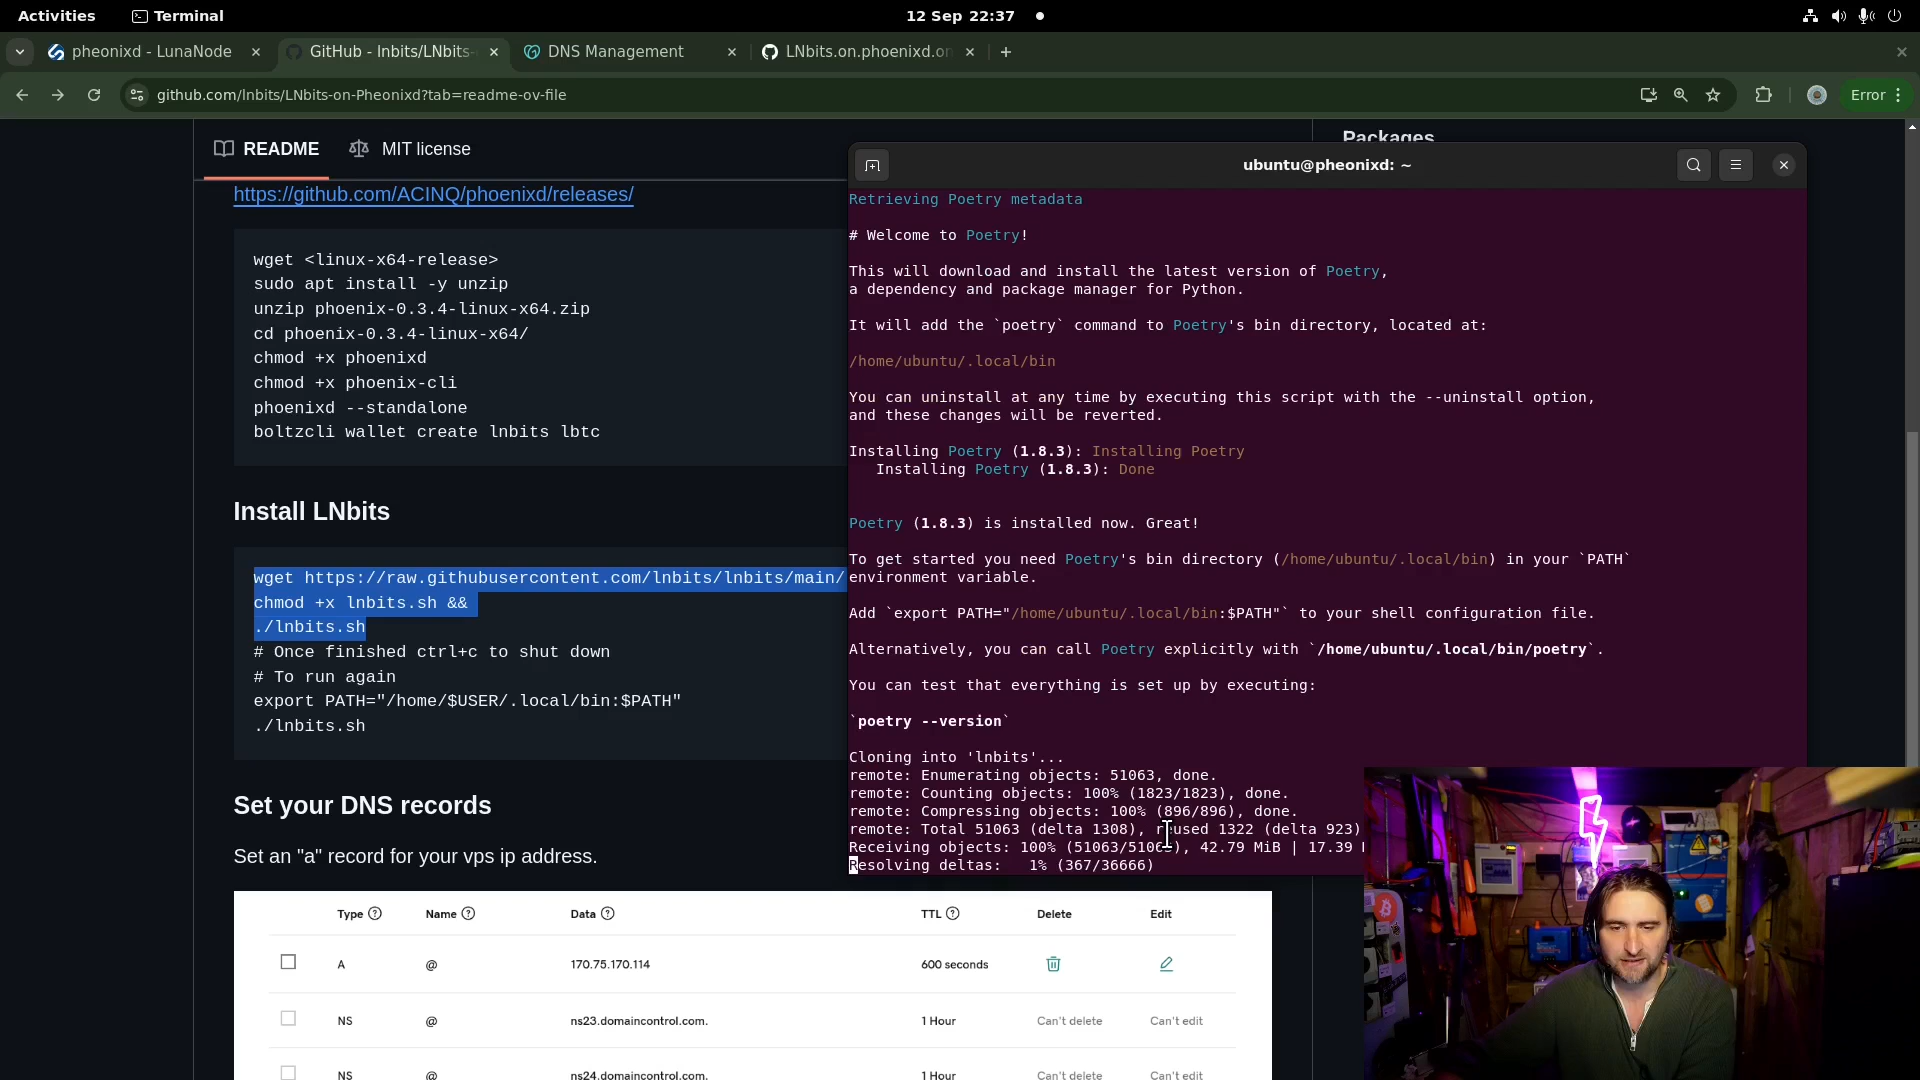 Activities
Terminal
12 Sep 22:37
pheonixd - LunaNode
GitHub - lnbits/LNbits-
DNS Management
LNbits.on.phoenixd.on
github.com/lnbits/LNbits-on-Pheonixd?tab=readme-ov-file
Error
README
MIT license
Packages
https://github.com/ACINQ/phoenixd/releases/
wget <linux-x64-release>
sudo apt install -y unzip
unzip phoenix-0.3.4-linux-x64.zip
cd phoenix-0.3.4-linux-x64/
chmod +x phoenixd
chmod +x phoenix-cli
phoenixd --standalone
boltzcli wallet create lnbits lbtc
Install LNbits
wget https://raw.githubusercontent.com/lnbits/lnbits/main/
chmod +x lnbits.sh &&
./lnbits.sh
# Once finished ctrl+c to shut down
# To run again
export PATH="/home/$USER/.local/bin:$PATH"
./lnbits.sh
Set your DNS records
Set an "a" record for your vps ip address.
Type Name Data TTL Delete Edit
A @ 170.75.170.114 600 seconds
NS @ ns23.domaincontrol.com. 1 Hour Can't delete Can't edit
NS @ ns24.domaincontrol.com. 1 Hour Can't delete Can't edit
ubuntu@pheonixd: ~
Retrieving Poetry metadata
# Welcome to Poetry!
This will download and install the latest version of Poetry,
a dependency and package manager for Python.
It will add the `poetry` command to Poetry's bin directory, located at:
/home/ubuntu/.local/bin
You can uninstall at any time by executing this script with the --uninstall option,
and these changes will be reverted.
Installing Poetry (1.8.3): Installing Poetry
Installing Poetry (1.8.3): Done
Poetry (1.8.3) is installed now. Great!
To get started you need Poetry's bin directory (/home/ubuntu/.local/bin) in your `PATH`
environment variable.
Add `export PATH="/home/ubuntu/.local/bin:$PATH"` to your shell configuration file.
Alternatively, you can call Poetry explicitly with `/home/ubuntu/.local/bin/poetry`.
You can test that everything is set up by executing:
`poetry --version`
Cloning into 'lnbits'...
remote: Enumerating objects: 51063, done.
remote: Counting objects: 100% (1823/1823), done.
remote: Compressing objects: 100% (896/896), done.
remote: Total 51063 (delta 1308), reused 1322 (delta 923)
Receiving objects: 100% (51063/51063), 42.79 MiB | 17.39
Resolving deltas: 1% (367/36666)